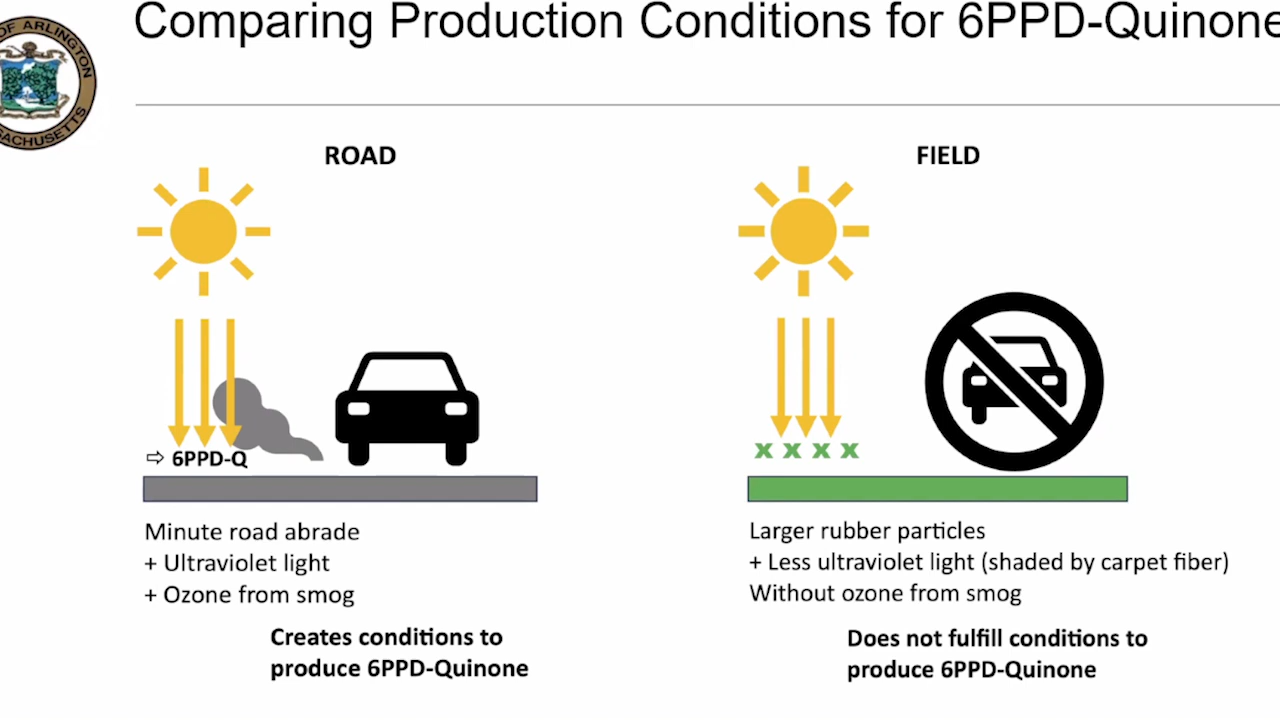 Comparing Production Conditions for 6PPD-Quinone
OF ARLINGTON
ROAD
FIELD
⇨ 6PPD-Q
x x x x
Minute road abrade
+ Ultraviolet light
+ Ozone from smog
Creates conditions to
produce 6PPD-Quinone
Larger rubber particles
+ Less ultraviolet light (shaded by carpet fiber)
Without ozone from smog
Does not fulfill conditions to
produce 6PPD-Quinone